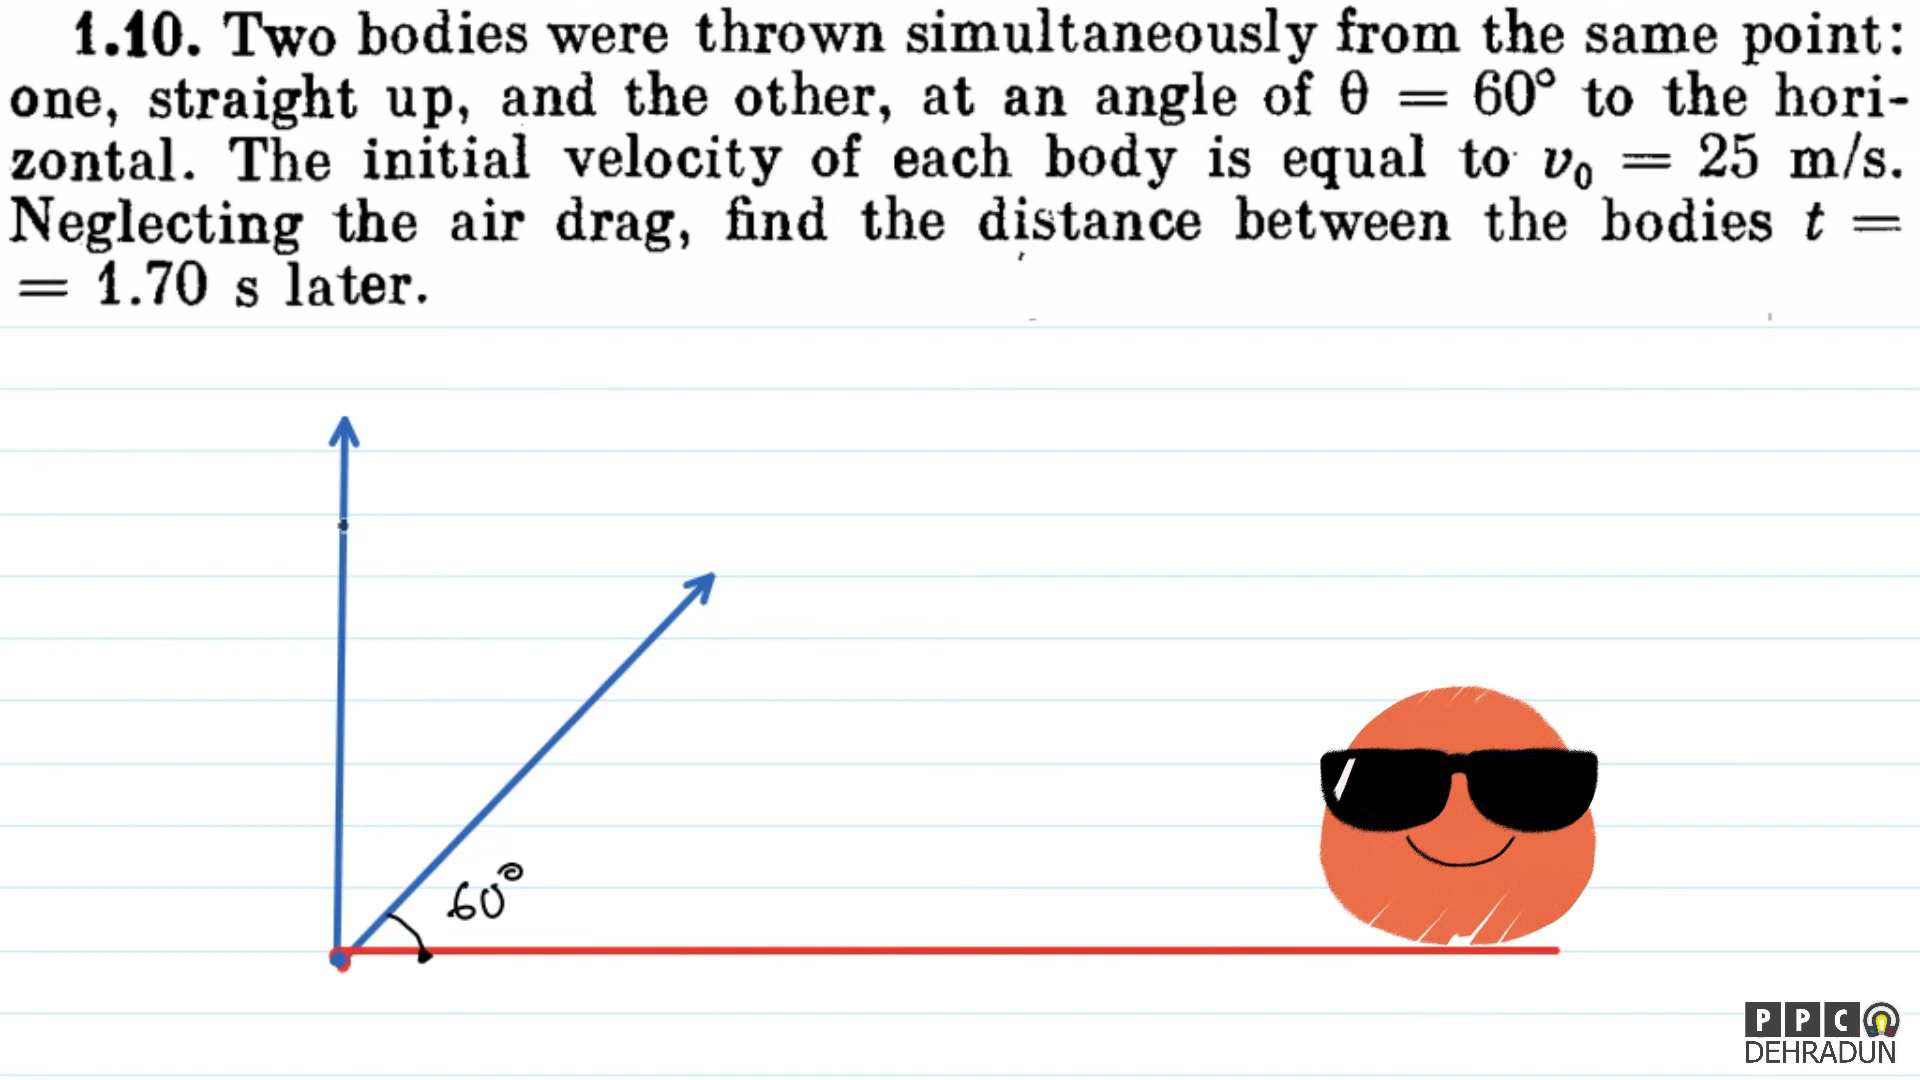 1.10. Two bodies were thrown simultaneously from the same point:
one, straight up, and the other, at an angle of θ = 60° to the hori-
zontal. The initial velocity of each body is equal to v₀ = 25 m/s.
Neglecting the air drag, find the distance between the bodies t =
= 1.70 s later.
60°
PPC
DEHRADUN